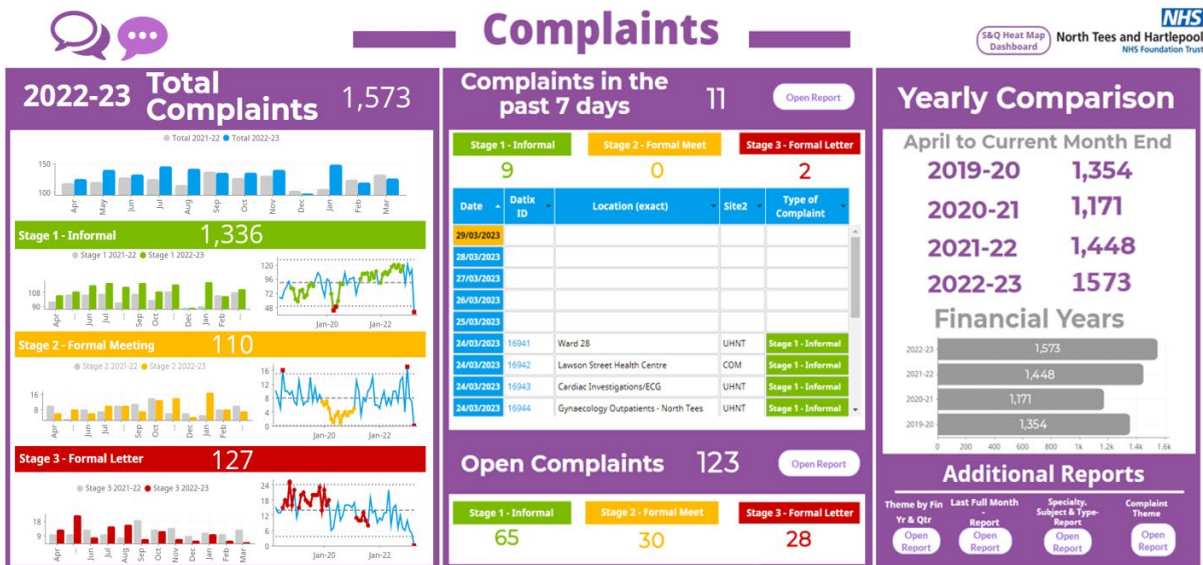 Complaints
S&Q Heat Map
Dashboard
NHS
North Tees and Hartlepool
NHS Foundation Trust
2022-23 Total Complaints 1,573
Total 2021-22 Total 2022-23
150
100
Apr May Jun Jul Aug Sep Oct Nov Dec Jan Feb Mar
Stage 1 - Informal 1,336
Stage 1 2021-22 Stage 1 2022-23
108
90
Apr ... Jun Jul ... Sep Oct ... Dec Jan Feb ...
120
96
72
48
Jan-20 Jan-22
Stage 2 - Formal Meeting 110
Stage 2 2021-22 Stage 2 2022-23
16
8
Apr ... Jun Jul ... Sep Oct ... Dec Jan Feb ...
16
12
8
4
0
Jan-20 Jan-22
Stage 3 - Formal Letter 127
Stage 3 2021-22 Stage 3 2022-23
18
9
Apr May Jun Jul Aug Sep Oct Nov Dec Jan Feb Mar
24
18
12
6
0
Jan-20 Jan-22
Complaints in the
past 7 days 11 Open Report
Stage 1 - Informal Stage 2 - Formal Meet Stage 3 - Formal Letter
9 0 2
Date Datix ID Location (exact) Site2 Type of Complaint
29/03/2023
28/03/2023
27/03/2023
26/03/2023
25/03/2023
24/03/2023 16941 Ward 28 UHNT Stage 1 - Informal
24/03/2023 16942 Lawson Street Health Centre COM Stage 1 - Informal
24/03/2023 16943 Cardiac Investigations/ECG UHNT Stage 1 - Informal
24/03/2023 16944 Gynaecology Outpatients - North Tees UHNT Stage 1 - Informal
Open Complaints 123 Open Report
Stage 1 - Informal Stage 2 - Formal Meet Stage 3 - Formal Letter
65 30 28
Yearly Comparison
April to Current Month End
2019-20 1,354
2020-21 1,171
2021-22 1,448
2022-23 1573
Financial Years
2022-23 1,573
2021-22 1,448
2020-21 1,171
2019-20 1,354
0 200 400 600 800 1k 1.2k 1.4k 1.6k
Additional Reports
Theme by Fin
Yr & Qtr
Open
Report
Last Full Month
-
Report
Open
Report
Specialty,
Subject & Type-
Report
Open
Report
Complaint
Theme
Open
Report